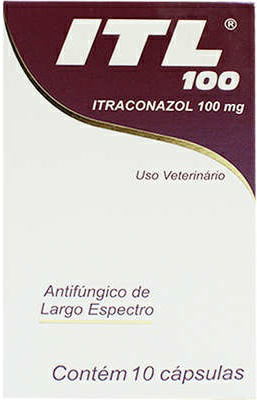 ITL®
100
ITRACONAZOL 100 mg
Uso Veterinário
Antifúngico de
Largo Espectro
Contém 10 cápsulas